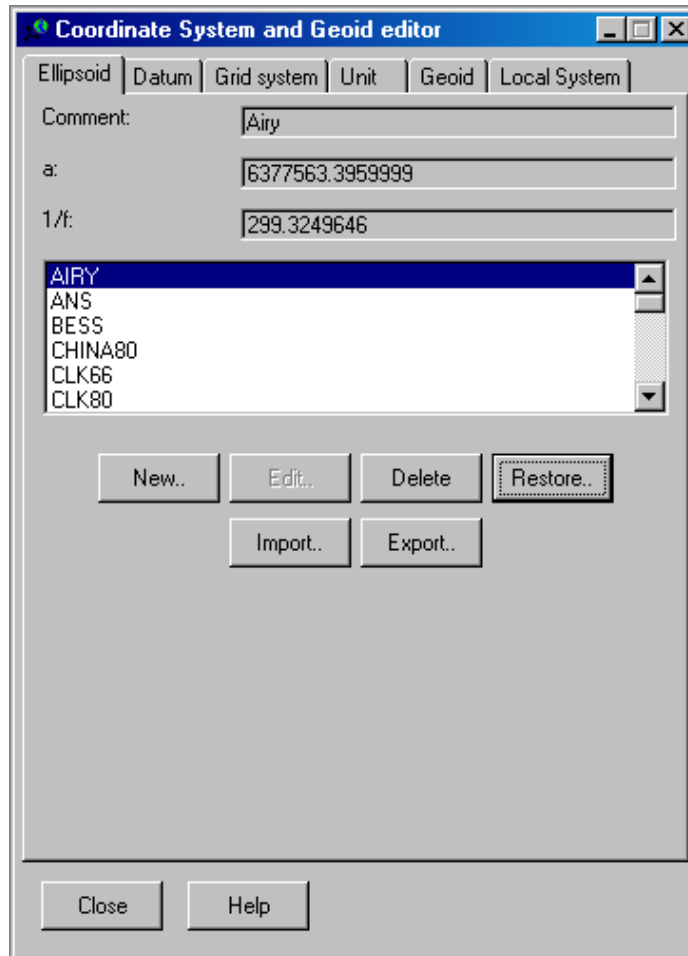 Coordinate System and Geoid editor
Ellipsoid Datum Grid system Unit Geoid Local System
Comment: Airy
a: 6377563.3959999
1/f: 299.3249646
AIRY
ANS
BESS
CHINA80
CLK66
CLK80
New.. Edit.. Delete Restore..
Import.. Export..
Close Help